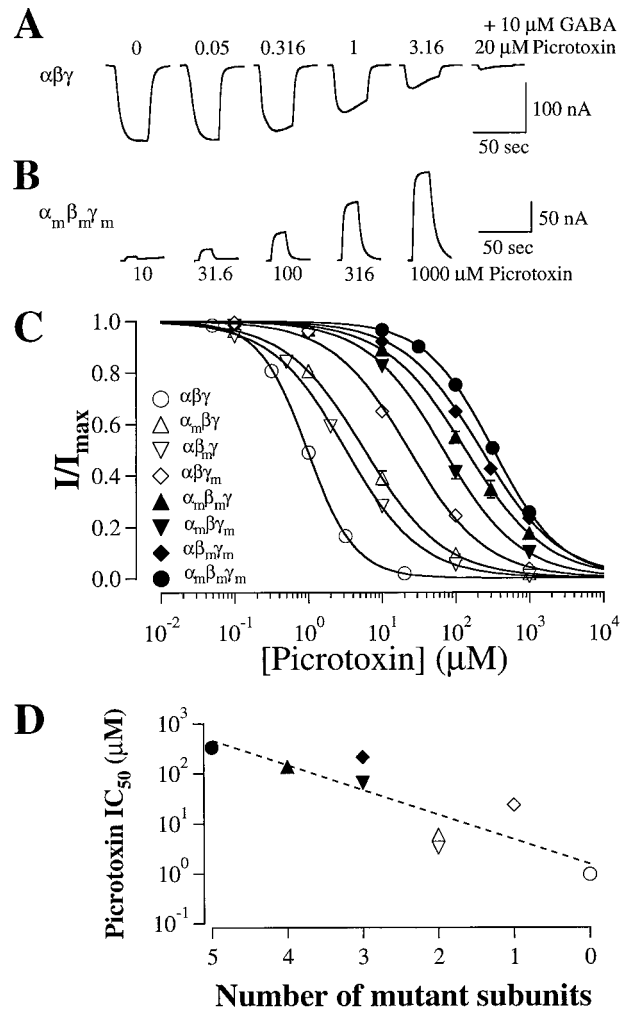 A
+ 10 μM GABA
0 0.05 0.316 1 3.16 20 μM Picrotoxin
αβγ
100 nA
50 sec
B
αmβmγm
50 nA
50 sec
10 31.6 100 316 1000 μM Picrotoxin
C
1.0
0.8
0.6
0.4
0.2
0.0
I/Imax
αβγ
αmβγ
αβmγ
αβγm
αmβmγ
αmβγm
αβmγm
αmβmγm
10-2 10-1 100 101 102 103 104
[Picrotoxin] (μM)
D
Picrotoxin IC50 (μM)
103
102
101
100
10-1
5 4 3 2 1 0
Number of mutant subunits